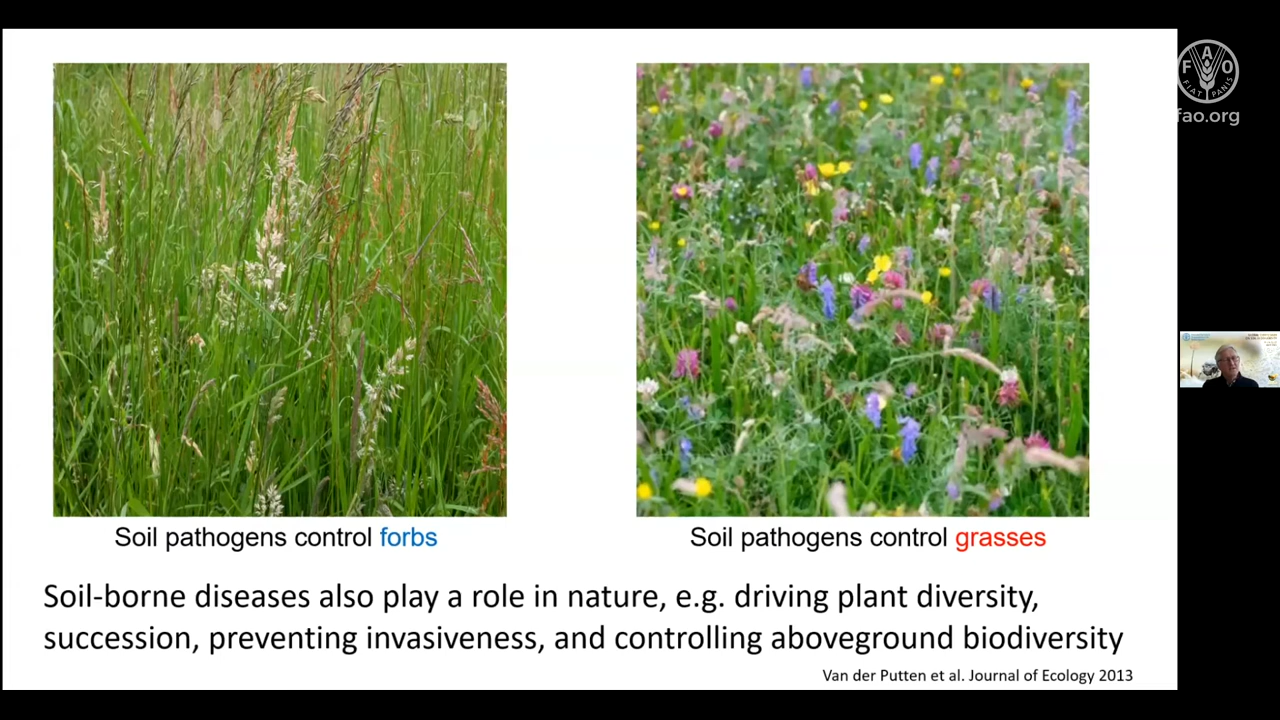 F A O
FIAT PANIS
fao.org
Soil pathogens control forbs
Soil pathogens control grasses
Soil-borne diseases also play a role in nature, e.g. driving plant diversity,
succession, preventing invasiveness, and controlling aboveground biodiversity
Van der Putten et al. Journal of Ecology 2013